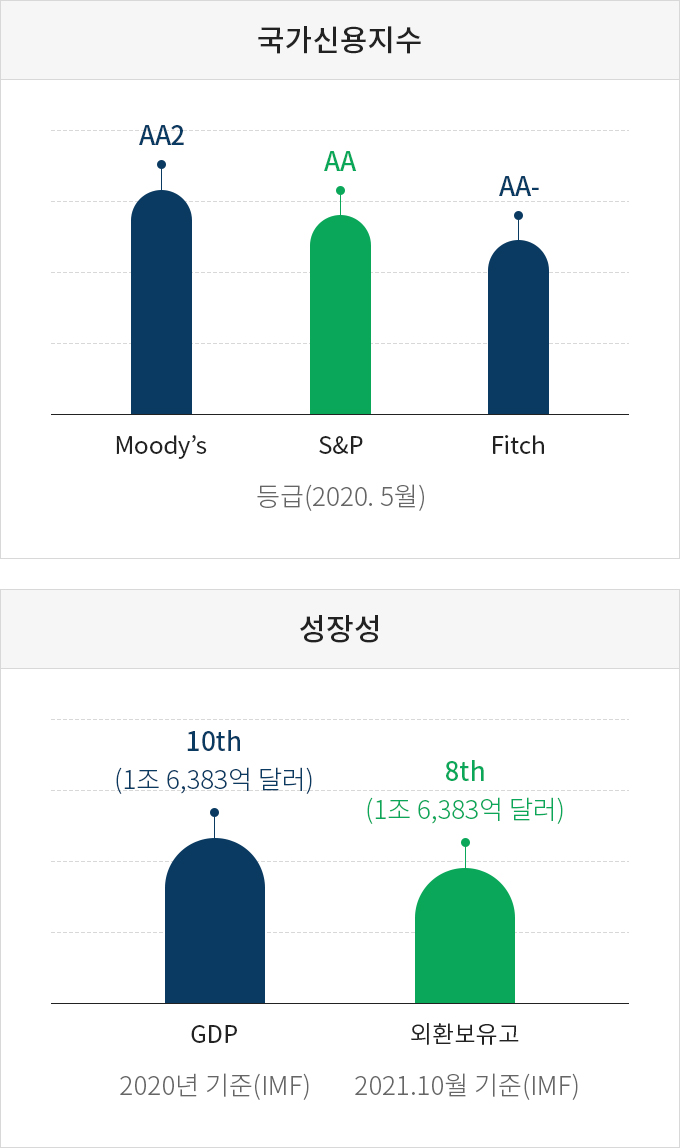 국가신용지수
AA2
AA
AA-
Moody’s
S&P
Fitch
등급(2020. 5월)
성장성
10th
(1조 6,383억 달러)
8th
(1조 6,383억 달러)
GDP
외환보유고
2020년 기준(IMF)
2021.10월 기준(IMF)